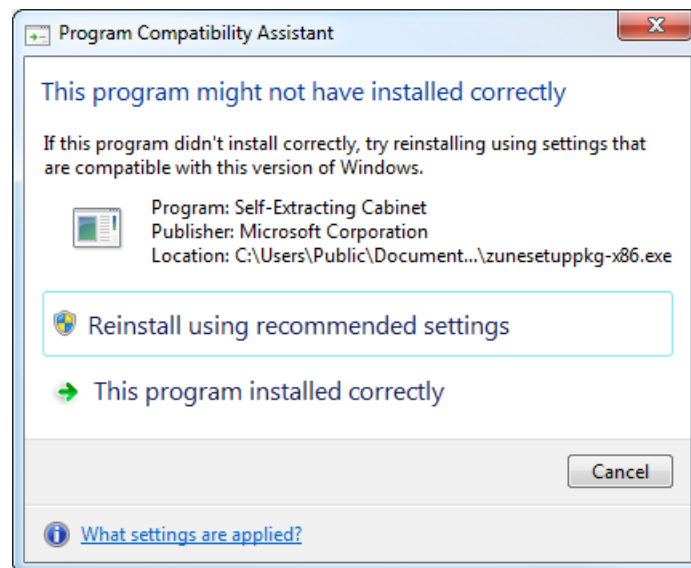 Program Compatibility Assistant
This program might not have installed correctly
If this program didn't install correctly, try reinstalling using settings that
are compatible with this version of Windows.
Program: Self-Extracting Cabinet
Publisher: Microsoft Corporation
Location: C:\Users\Public\Document...\zunesetuppkg-x86.exe
Reinstall using recommended settings
This program installed correctly
Cancel
What settings are applied?